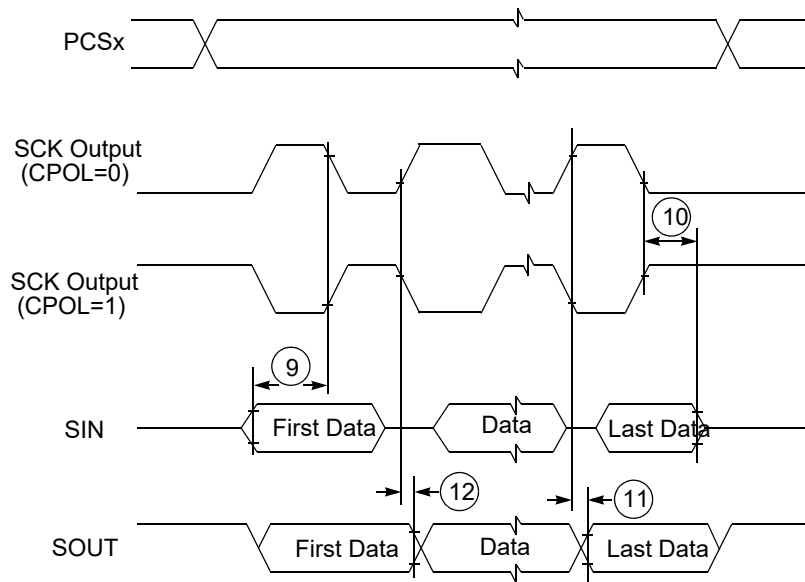 PCSx
SCK Output
(CPOL=0)
10
SCK Output
(CPOL=1)
9
SIN
First Data
Data
Last Data
12
11
SOUT
First Data
Data
Last Data